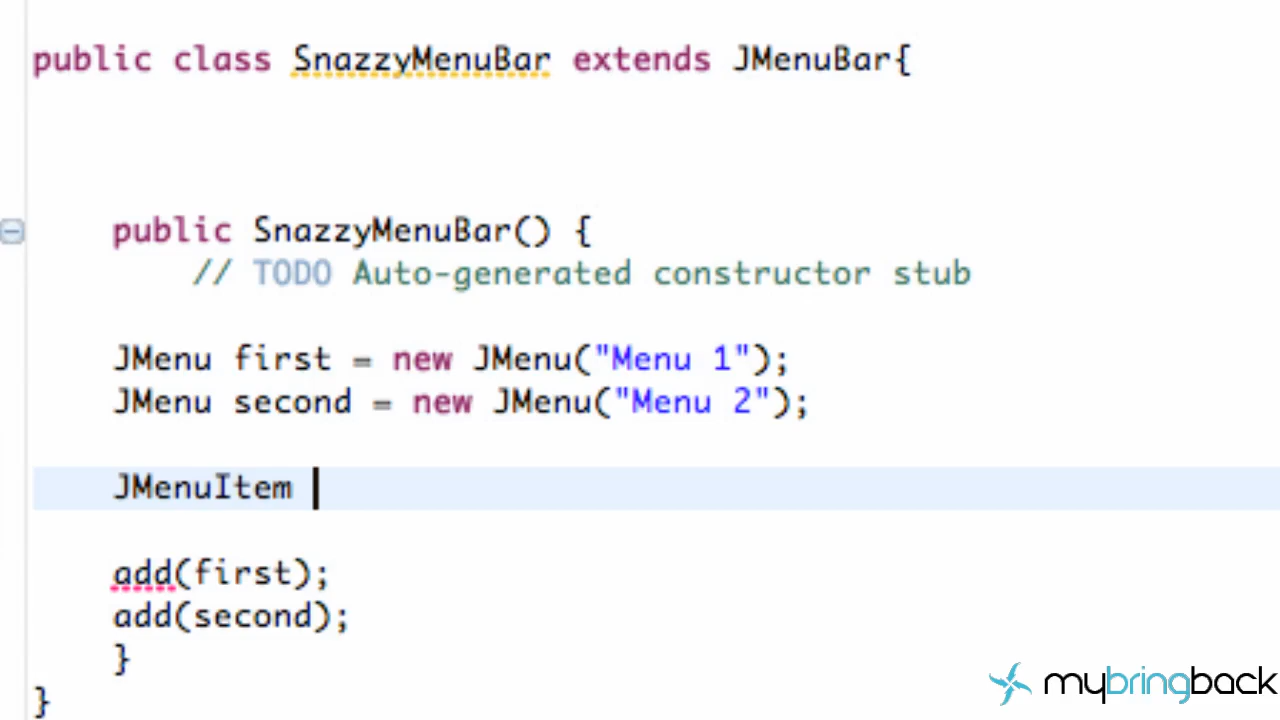 public class SnazzyMenuBar extends JMenuBar{
public SnazzyMenuBar() {
// TODO Auto-generated constructor stub
JMenu first = new JMenu("Menu 1");
JMenu second = new JMenu("Menu 2");
JMenuItem
add(first);
add(second);
}
}
mybringback